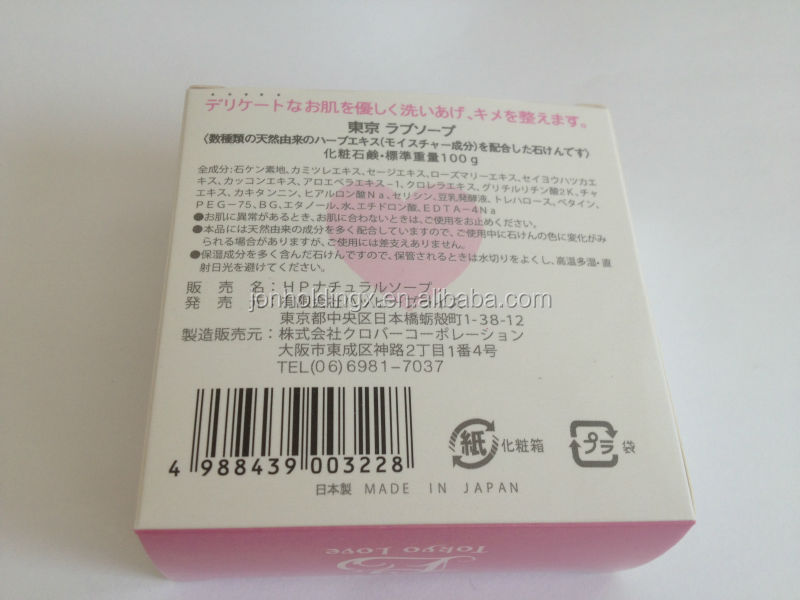 デリケートなお肌を優しく洗いあげ、キメを整えます。
東京 ラブソープ
〈数種類の天然由来のハーブエキス(モイスチャー成分)を配合した石けんです〉
化粧石鹸・標準重量100g
全成分:石ケン素地、カミツレエキス、セージエキス、ローズマリーエキス、セイヨウハツカエ
キス、カッコンエキス、アロエベラエキス-1、クロレラエキス、グリチルリチン酸2K、チャ
エキス、カキタンニン、ヒアルロン酸Na、セリシン、豆乳発酵液、トレハロース、ベタイン、
PEG-75、BG、エタノール、水、エチドロン酸、EDTA-4Na
●お肌に異常があるとき、お肌に合わないときは、ご使用をお止めください。
●本品には天然由来の成分を多く配合していますので、ご使用中に石けんの色に変化がみ
られる場合がありますが、ご使用には差支えありません。
●保湿成分を多く含んだ石けんですので、保管されるときは水切りをよくし、高温多湿・直
射日光を避けてください。
販売名:HPナチュラルソープ
発売元:有限会社
jonholdingx.en.alibaba.com
東京都中央区日本橋蛎殻町1-38-12
製造販売元:株式会社クロバーコーポレーション
大阪市東成区神路2丁目1番4号
TEL(06)6981-7037
4 988439 003228
紙 化粧箱
プラ 袋
日本製 MADE IN JAPAN
Tokyo Love